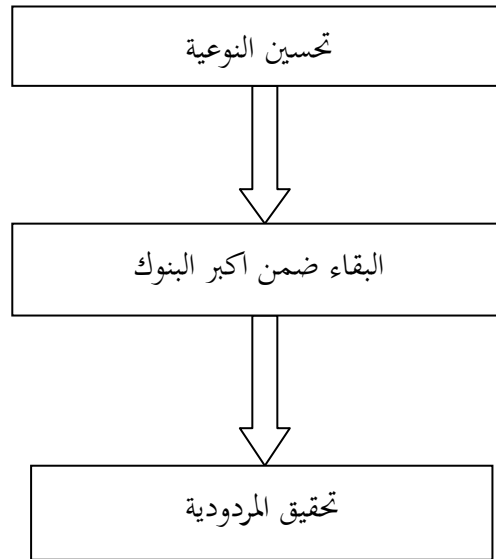 تحسين النوعية
البقاء ضمن اكبر البنوك
تحقيق المردودية